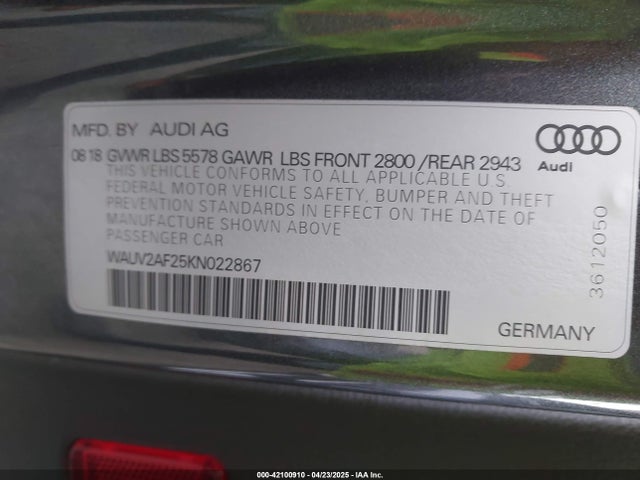 MFD. BY AUDI AG
08 18 GVWR LBS 5578 GAWR LBS FRONT 2800 / REAR 2943
Audi
THIS VEHICLE CONFORMS TO ALL APPLICABLE U.S.
FEDERAL MOTOR VEHICLE SAFETY, BUMPER AND THEFT
PREVENTION STANDARDS IN EFFECT ON THE DATE OF
MANUFACTURE SHOWN ABOVE
PASSENGER CAR
WAUV2AF25KN022867
3612050
GERMANY
000-42100910 - 04/23/2025 - IAA Inc.